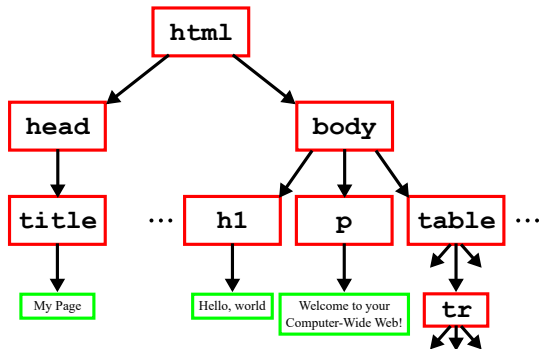 html
head
body
title
...
h1
p
table
...
My Page
Hello, world
Welcome to your
Computer-Wide Web!
tr